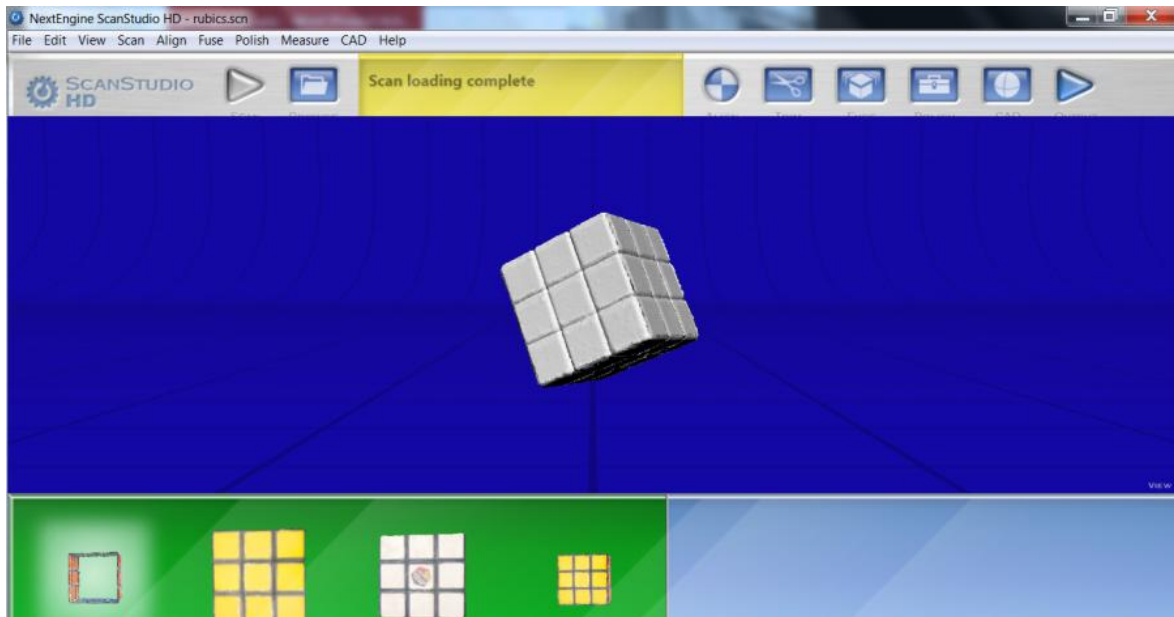 NextEngine ScanStudio HD - rubics.scn
File Edit View Scan Align Fuse Polish Measure CAD Help
SCANSTUDIO
HD
Scan loading complete
VIEW